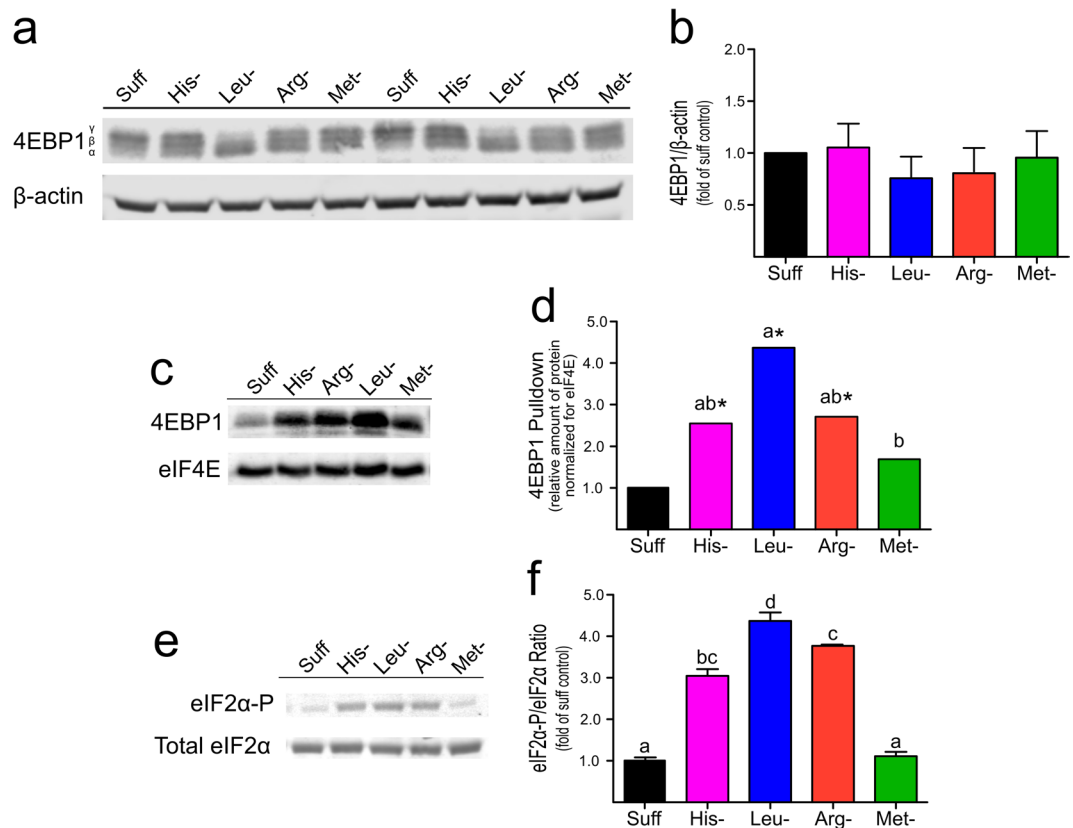 a
Suff His- Leu- Arg- Met- Suff His- Leu- Arg- Met-
4EBP1 γ
β
α
β-actin
b
4EBP1/β-actin
(fold of suff control)
2.0
1.5
1.0
0.5
Suff His- Leu- Arg- Met-
c
Suff His- Arg- Leu- Met-
4EBP1
eIF4E
d
4EBP1 Pulldown
(relative amount of protein
normalized for eIF4E)
5.0
4.0
3.0
2.0
1.0
ab* a* ab* b
Suff His- Leu- Arg- Met-
e
Suff His- Leu- Arg- Met-
eIF2α-P
Total eIF2α
f
eIF2α-P/eIF2α Ratio
(fold of suff control)
5.0
4.0
3.0
2.0
1.0
a bc d c a
Suff His- Leu- Arg- Met-